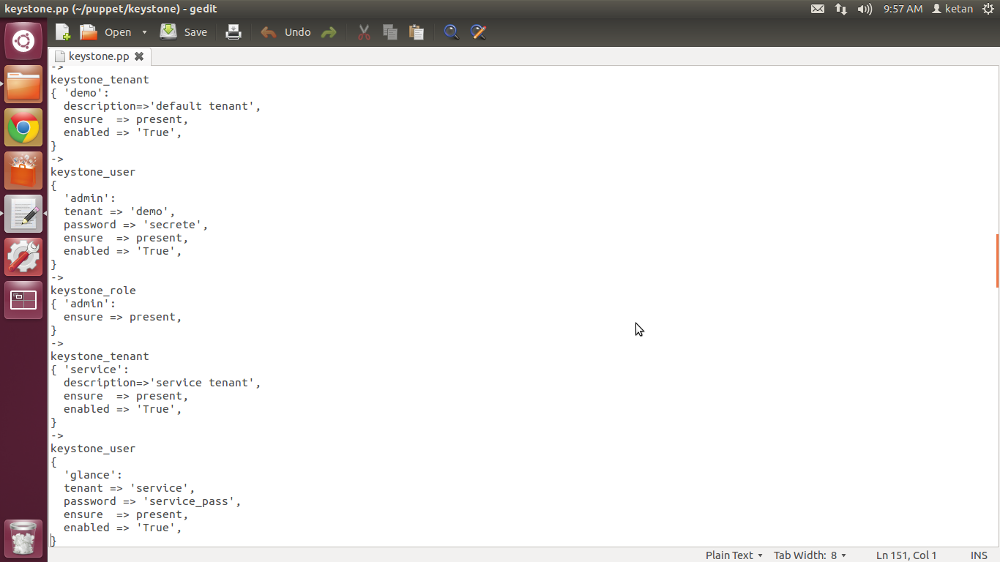 keystone.pp (~/puppet/keystone) - gedit
9:57 AM ketan
Open Save Undo
keystone.pp
->
keystone_tenant
{ 'demo':
  description=>'default tenant',
  ensure  => present,
  enabled => 'True',
}
->
keystone_user
{
  'admin':
  tenant => 'demo',
  password => 'secrete',
  ensure  => present,
  enabled => 'True',
}
->
keystone_role
{ 'admin':
  ensure => present,
}
->
keystone_tenant
{ 'service':
  description=>'service tenant',
  ensure  => present,
  enabled => 'True',
}
->
keystone_user
{
  'glance':
  tenant => 'service',
  password => 'service_pass',
  ensure  => present,
  enabled => 'True',
}
Plain Text Tab Width: 8 Ln 151, Col 1 INS